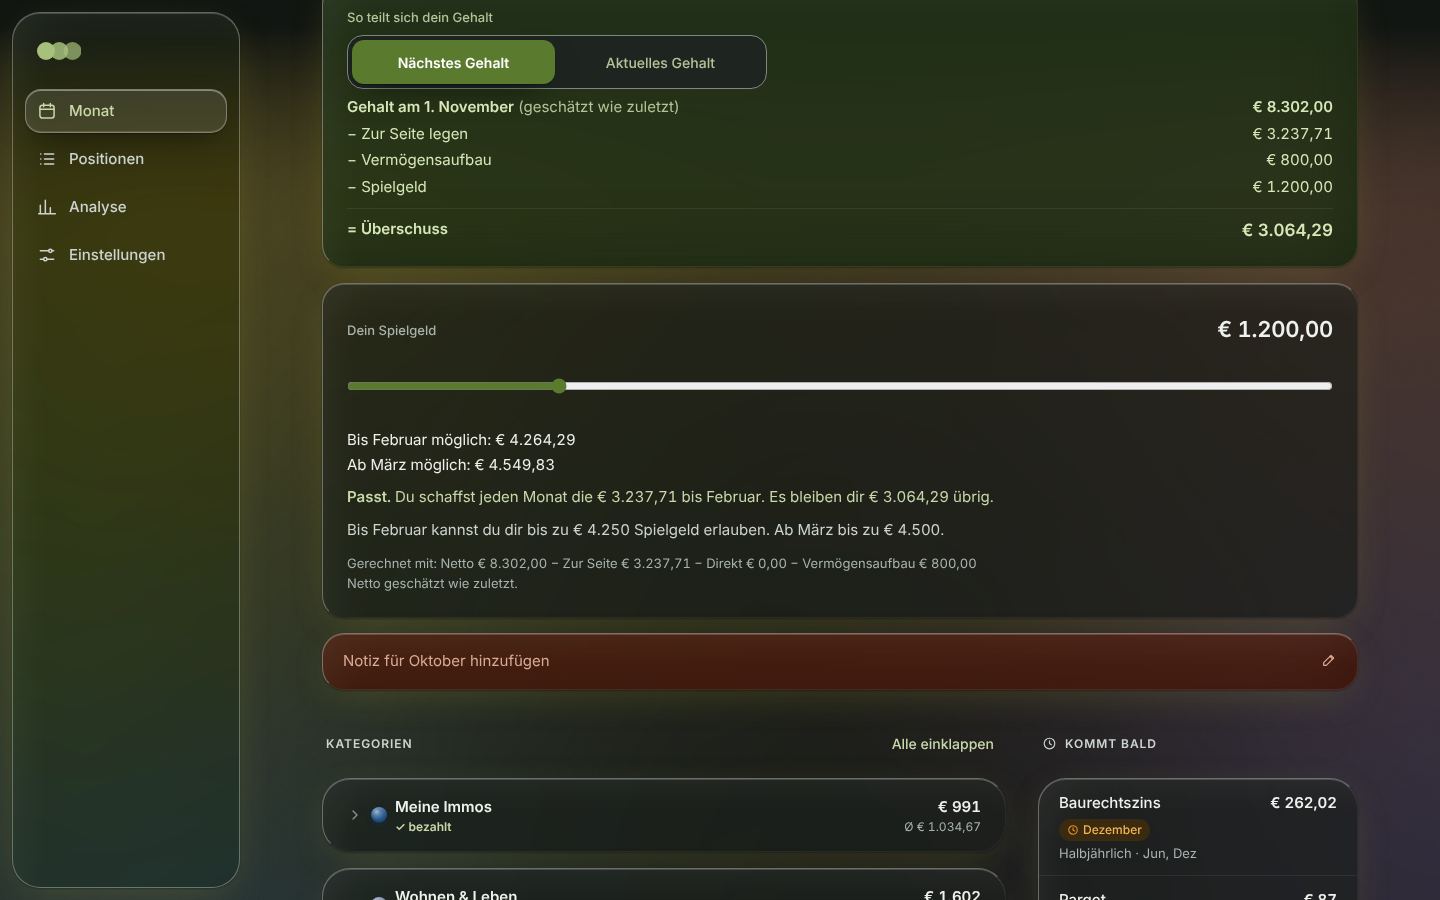 Monat
Positionen
Analyse
Einstellungen
So teilt sich dein Gehalt
Nächstes Gehalt
Aktuelles Gehalt
Gehalt am 1. November (geschätzt wie zuletzt) € 8.302,00
− Zur Seite legen € 3.237,71
− Vermögensaufbau € 800,00
− Spielgeld € 1.200,00
= Überschuss € 3.064,29
Dein Spielgeld € 1.200,00
Bis Februar möglich: € 4.264,29
Ab März möglich: € 4.549,83
Passt. Du schaffst jeden Monat die € 3.237,71 bis Februar. Es bleiben dir € 3.064,29 übrig.
Bis Februar kannst du dir bis zu € 4.250 Spielgeld erlauben. Ab März bis zu € 4.500.
Gerechnet mit: Netto € 8.302,00 − Zur Seite € 3.237,71 − Direkt € 0,00 − Vermögensaufbau € 800,00
Netto geschätzt wie zuletzt.
Notiz für Oktober hinzufügen
KATEGORIEN
Alle einklappen
Meine Immos € 991
✓ bezahlt Ø € 1.034,67
Wohnen & Leben € 1.602
KOMMT BALD
Baurechtszins € 262,02
Dezember
Halbjährlich · Jun, Dez
€ 87